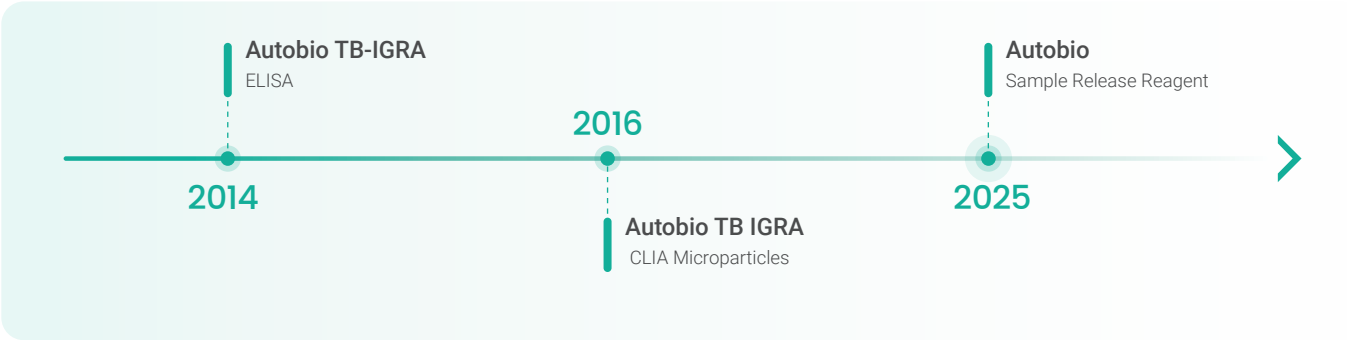 Autobio TB-IGRA
ELISA
2014
2016
Autobio TB IGRA
CLIA Microparticles
Autobio
Sample Release Reagent
2025